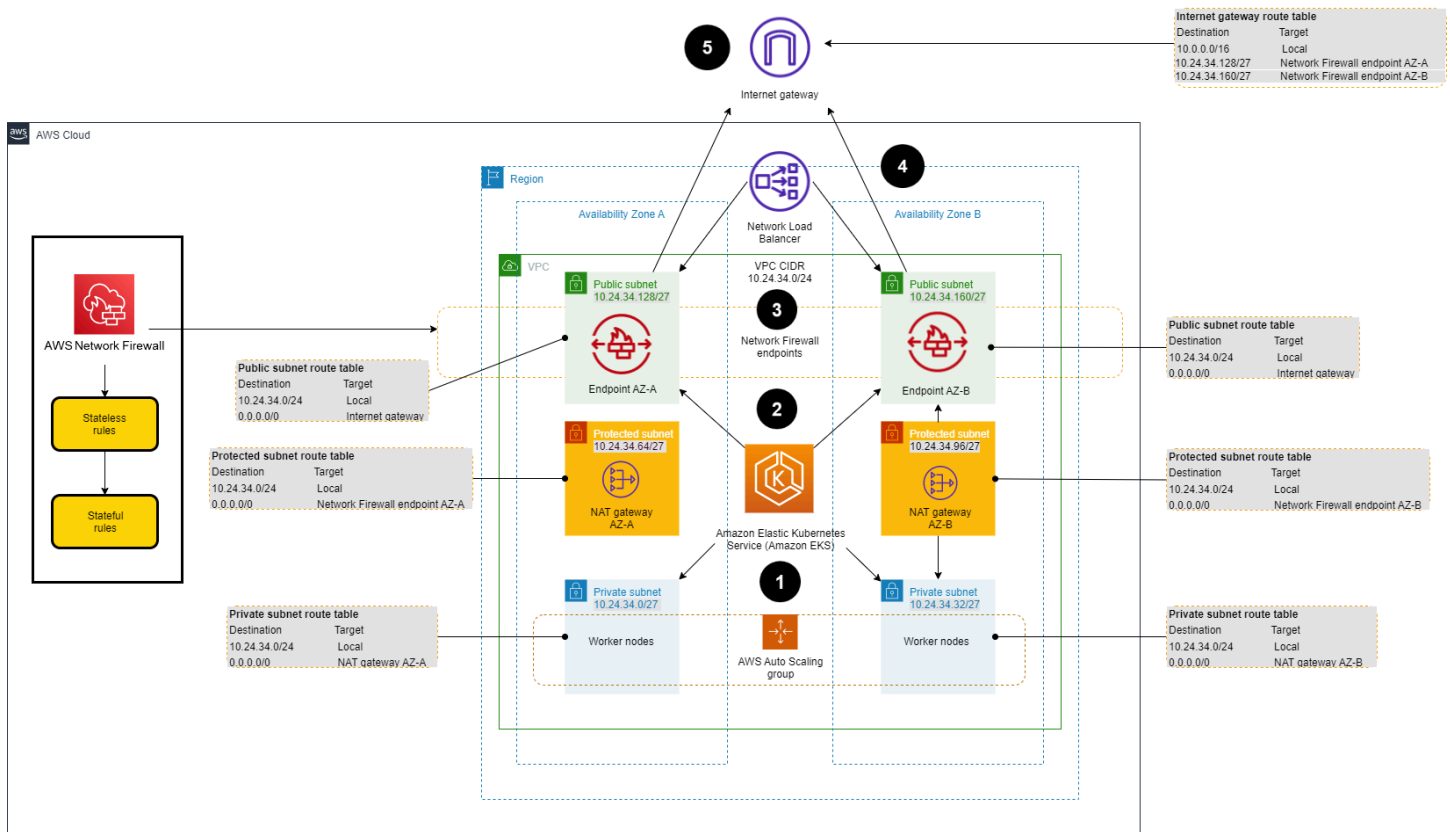 5
Internet gateway
Internet gateway route table
Destination Target
10.0.0.0/16 Local
10.24.34.128/27 Network Firewall endpoint AZ-A
10.24.34.160/27 Network Firewall endpoint AZ-B
aws
AWS Cloud
Region
4
Availability Zone A
Availability Zone B
Network Load
Balancer
VPC
VPC CIDR
10.24.34.0/24
Public subnet
10.24.34.128/27
Public subnet
10.24.34.160/27
3
Network Firewall
endpoints
Endpoint AZ-A
Endpoint AZ-B
AWS Network Firewall
Stateless
rules
Stateful
rules
Public subnet route table
Destination Target
10.24.34.0/24 Local
0.0.0.0/0 Internet gateway
Public subnet route table
Destination Target
10.24.34.0/24 Local
0.0.0.0/0 Internet gateway
2
Protected subnet
10.24.34.64/27
NAT gateway
AZ-A
Protected subnet
10.24.34.96/27
NAT gateway
AZ-B
Protected subnet route table
Destination Target
10.24.34.0/24 Local
0.0.0.0/0 Network Firewall endpoint AZ-A
Protected subnet route table
Destination Target
10.24.34.0/24 Local
0.0.0.0/0 Network Firewall endpoint AZ-B
K
Amazon Elastic Kubernetes
Service (Amazon EKS)
1
Private subnet
10.24.34.0/27
Worker nodes
Private subnet
10.24.34.32/27
Worker nodes
AWS Auto Scaling
group
Private subnet route table
Destination Target
10.24.34.0/24 Local
0.0.0.0/0 NAT gateway AZ-A
Private subnet route table
Destination Target
10.24.34.0/24 Local
0.0.0.0/0 NAT gateway AZ-B